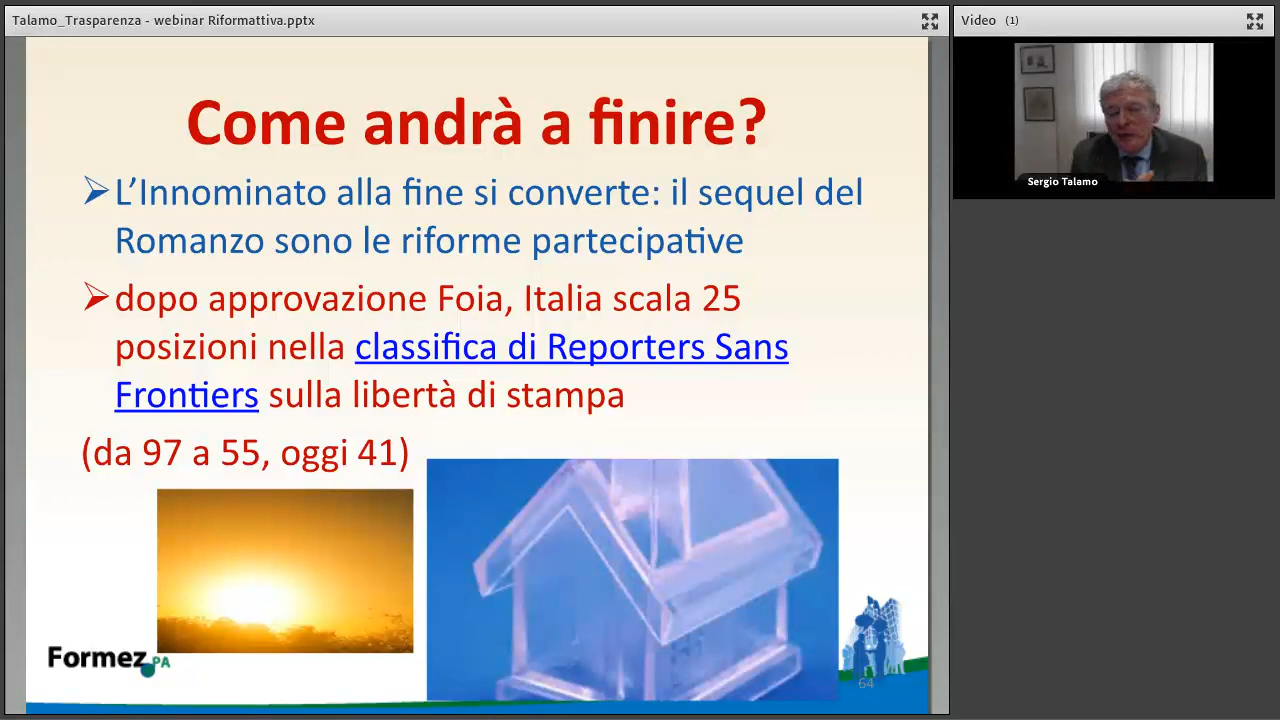 Talamo_Trasparenza - webinar Riformattiva.pptx
Video (1)
Sergio Talamo
Come andrà a finire?
L’Innominato alla fine si converte: il sequel del
Romanzo sono le riforme partecipative
dopo approvazione Foia, Italia scala 25
posizioni nella classifica di Reporters Sans
Frontiers sulla libertà di stampa
(da 97 a 55, oggi 41)
Formez PA
64